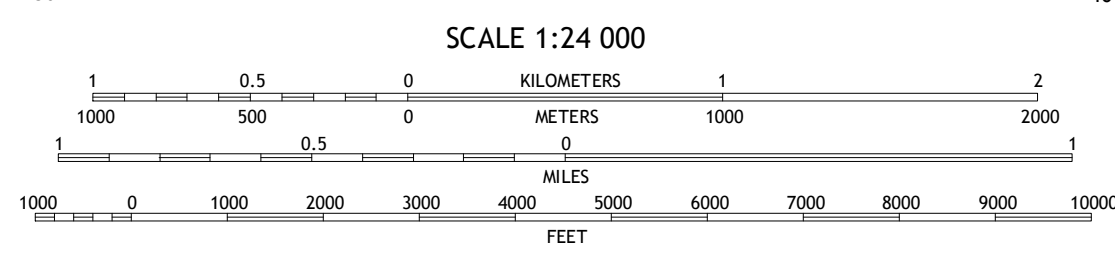 SCALE 1:24 000
1 0.5 0 KILOMETERS 1 2
1000 500 0 METERS 1000 2000
1 0.5 0 1
MILES
1000 0 1000 2000 3000 4000 5000 6000 7000 8000 9000 10000
FEET